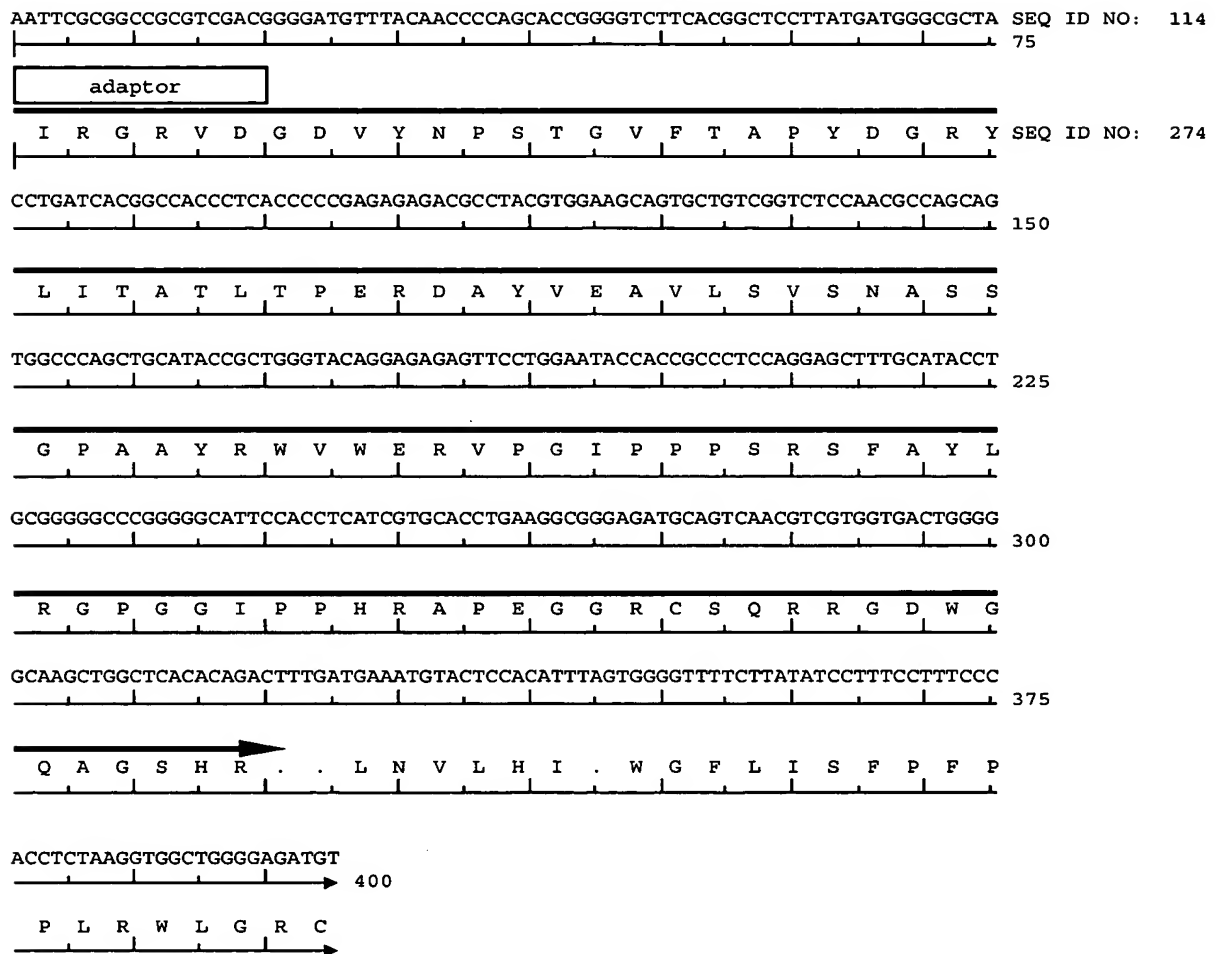 AATTCGCGGCCGCGTCGACGGGGATGTTTACAACCCCAGCACCGGGGTCTTCACGGCTCCTTATGATGGGCGCTA SEQ ID NO: 114
75
adaptor
I R G R V D G D V Y N P S T G V F T A P Y D G R Y SEQ ID NO: 274
CCTGATCACGGCCACCCTCACCCCCGAGAGAGACGCCTACGTGGAAGCAGTGCTGTCGGTCTCCAACGCCAGCAG
150
L I T A T L T P E R D A Y V E A V L S V S N A S S
TGGCCCAGCTGCATACCGCTGGGTACAGGAGAGAGTTCCTGGAATACCACCGCCCTCCAGGAGCTTTGCATACCT
225
G P A A Y R W V W E R V P G I P P P S R S F A Y L
GCGGGGGCCCGGGGGCATTCCACCTCATCGTGCACCTGAAGGCGGGAGATGCAGTCAACGTCGTGGTGACTGGGG
300
R G P G G I P P H R A P E G G R C S Q R R G D W G
GCAAGCTGGCTCACACAGACTTTGATGAAATGTACTCCACATTTAGTGGGGTTTTCTTATATCCTTTCCTTTCCC
375
Q A G S H R . . L N V L H I . W G F L I S F P F P
ACCTCTAAGGTGGCTGGGGAGATGT
400
P L R W L G R C